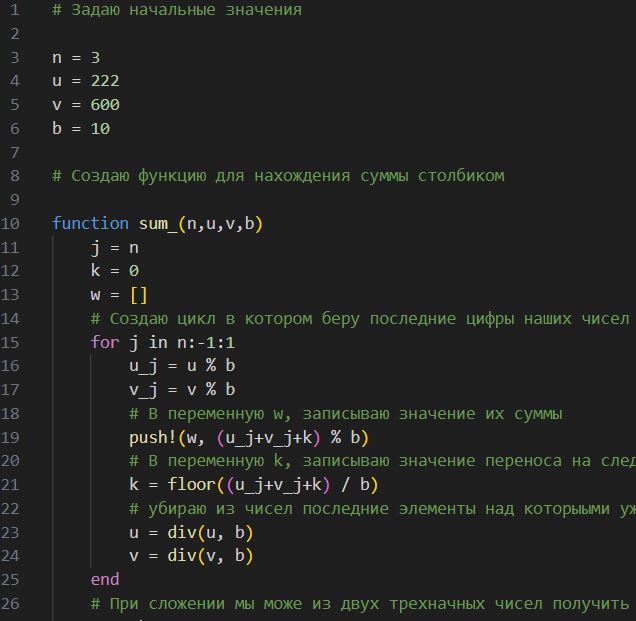 1 # Задаю начальные значения
2
3 n = 3
4 u = 222
5 v = 600
6 b = 10
7
8 # Создаю функцию для нахождения суммы столбиком
9
10 function sum_(n,u,v,b)
11 j = n
12 k = 0
13 w = []
14 # Создаю цикл в котором беру последние цифры наших чисел
15 for j in n:-1:1
16 u_j = u % b
17 v_j = v % b
18 # В переменную w, записываю значение их суммы
19 push!(w, (u_j+v_j+k) % b)
20 # В переменную k, записываю значение переноса на след
21 k = floor((u_j+v_j+k) / b)
22 # убираю из чисел последние элементы над которыыми уж
23 u = div(u, b)
24 v = div(v, b)
25 end
26 # При сложении мы може из двух трехначных чисел получить